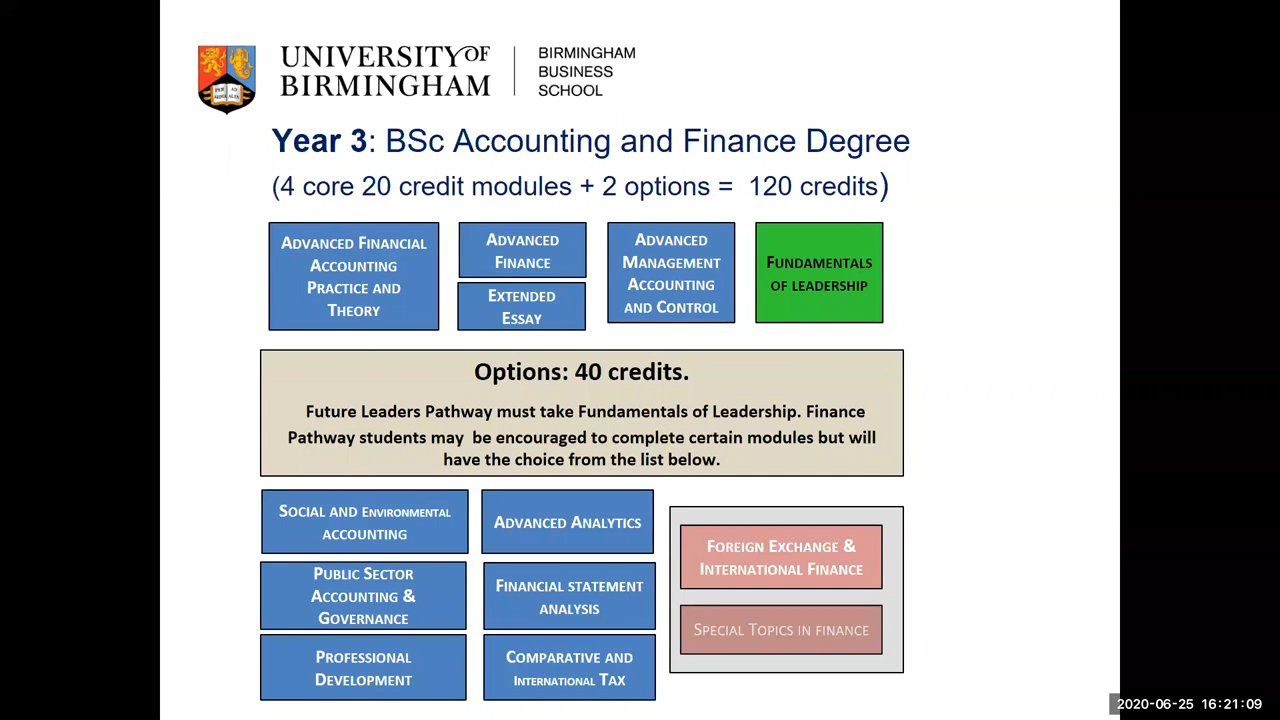 UNIVERSITY OF
BIRMINGHAM
BIRMINGHAM
BUSINESS
SCHOOL
PER AD
ARDUA ALTA
Year 3: BSc Accounting and Finance Degree
(4 core 20 credit modules + 2 options = 120 credits)
ADVANCED FINANCIAL
ACCOUNTING
PRACTICE AND
THEORY
ADVANCED
FINANCE
EXTENDED
ESSAY
ADVANCED
MANAGEMENT
ACCOUNTING
AND CONTROL
FUNDAMENTALS
OF LEADERSHIP
Options: 40 credits.
Future Leaders Pathway must take Fundamentals of Leadership. Finance
Pathway students may be encouraged to complete certain modules but will
have the choice from the list below.
SOCIAL AND ENVIRONMENTAL
ACCOUNTING
ADVANCED ANALYTICS
FOREIGN EXCHANGE &
INTERNATIONAL FINANCE
PUBLIC SECTOR
ACCOUNTING &
GOVERNANCE
FINANCIAL STATEMENT
ANALYSIS
SPECIAL TOPICS IN FINANCE
PROFESSIONAL
DEVELOPMENT
COMPARATIVE AND
INTERNATIONAL TAX
2020-06-25 16:21:09